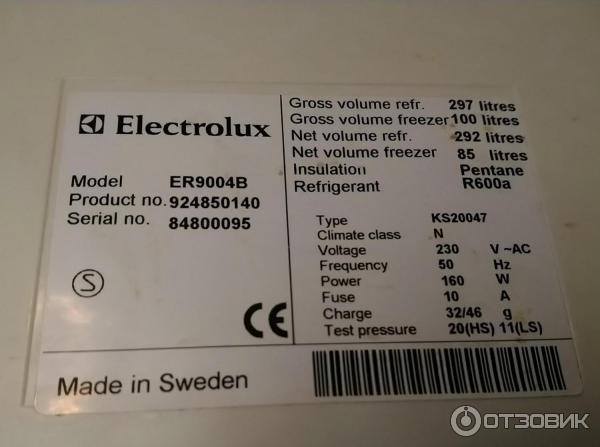 Electrolux
Model ER9004B
Product no. 924850140
Serial no. 84800095
S
CE
Gross volume refr. 297 litres
Gross volume freezer 100 litres
Net volume refr. 292 litres
Net volume freezer 85 litres
Insulation Pentane
Refrigerant R600a
Type KS20047
Climate class N
Voltage 230 V ~AC
Frequency 50 Hz
Power 160 W
Fuse 10 A
Charge 32/46 g
Test pressure 20(HS) 11(LS)
Made in Sweden
ОТЗОВИК